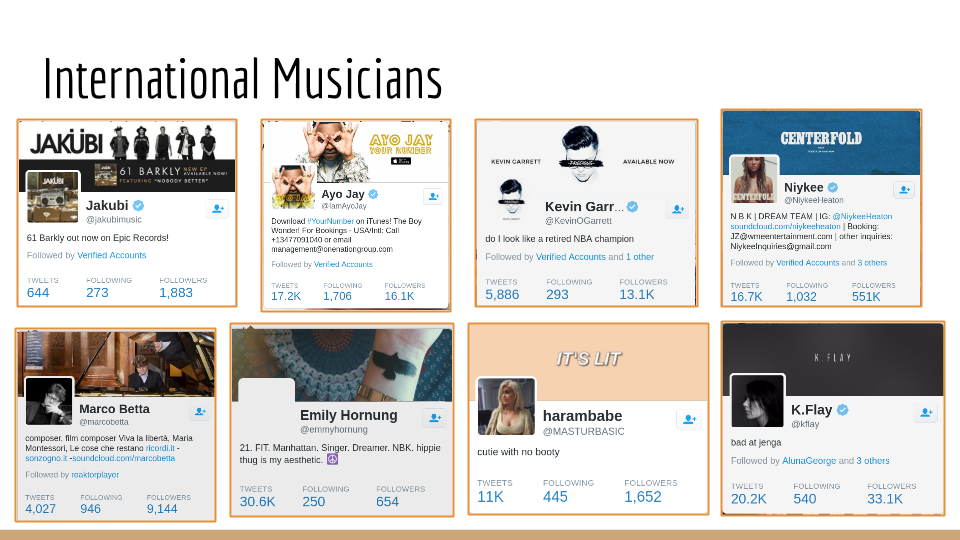 International Musicians
JAKÜBI
61 BARKLY NEW EP AVAILABLE NOW!
FEATURING "NOBODY BETTER"
JAKÜBI
Jakubi
@jakubimusic
61 Barkly out now on Epic Records!
Followed by Verified Accounts
TWEETS FOLLOWING FOLLOWERS
644 273 1,883
AYO JAY
YOUR NUMBER
Ayo Jay
@IamAyoJay
Download #YourNumber on iTunes! The Boy
Wonder! For Bookings - USA/Intl: Call
+13477091040 or email
management@onenationgroup.com
Followed by Verified Accounts
TWEETS FOLLOWING FOLLOWERS
17.2K 1,706 16.1K
KEVIN GARRETT AVAILABLE NOW
Kevin Garr...
@KevinOGarrett
do I look like a retired NBA champion
Followed by Verified Accounts and 1 other
TWEETS FOLLOWING FOLLOWERS
5,886 293 13.1K
CENTERFOLD
CENTERFOLD
Niykee
@NiykeeHeaton
N B K | DREAM TEAM | IG: @NiykeeHeaton
soundcloud.com/niykeeheaton | Booking:
JZ@wmeentertainment.com | other inquiries:
NiykeeInquiries@gmail.com
Followed by Verified Accounts and 3 others
TWEETS FOLLOWING FOLLOWERS
16.7K 1,032 551K
Marco Betta
@marcobetta
composer, film composer Viva la libertà, Maria
Montessori, Le cose che restano ricordi.it -
sonzogno.it -soundcloud.com/marcobetta
Followed by reaktorplayer
TWEETS FOLLOWING FOLLOWERS
4,027 946 9,144
Emily Hornung
@emmyhornung
21. FIT. Manhattan. Singer. Dreamer. NBK. hippie
thug is my aesthetic. ☮
TWEETS FOLLOWING FOLLOWERS
30.6K 250 654
IT'S LIT
harambabe
@MASTURBASIC
cutie with no booty
TWEETS FOLLOWING FOLLOWERS
11K 445 1,652
K.FLAY
K.Flay
@kflay
bad at jenga
Followed by AlunaGeorge and 3 others
TWEETS FOLLOWING FOLLOWERS
20.2K 540 33.1K